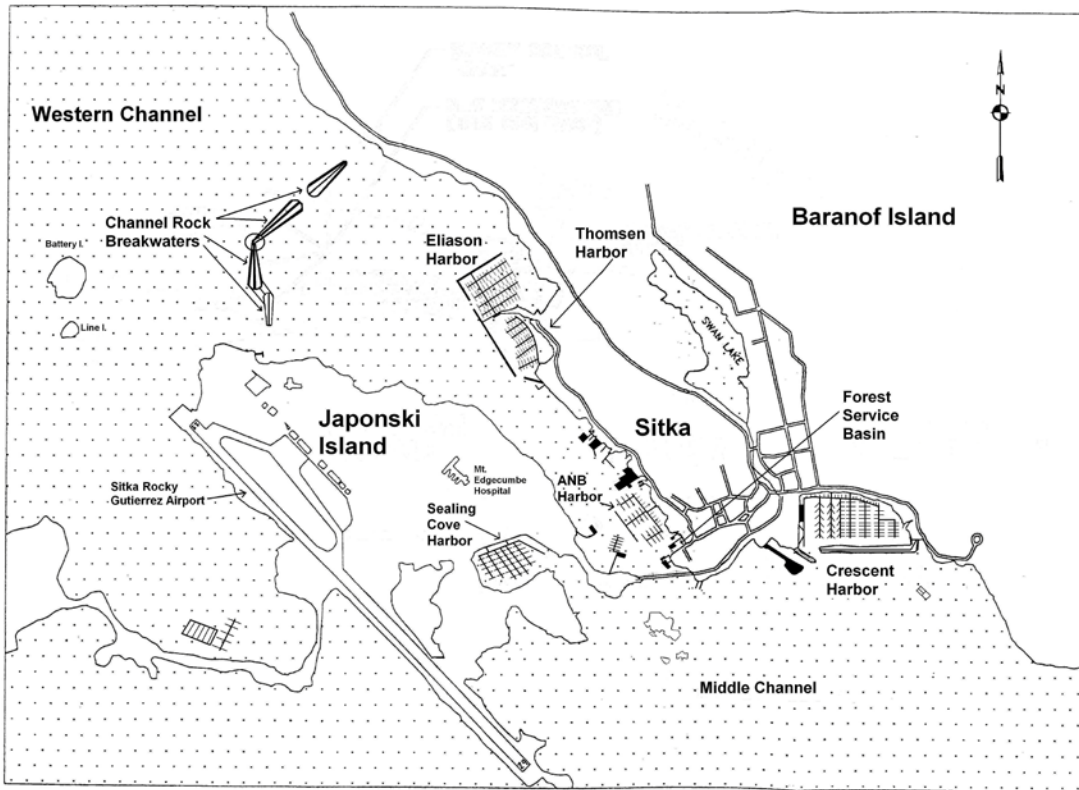 N
Western Channel
Channel Rock
Breakwaters
Battery I.
Line I.
Baranof Island
Eliason
Harbor
Thomsen
Harbor
SWAN LAKE
Forest
Service
Basin
Japonski
Island
Sitka
Sitka Rocky
Gutierrez Airport
Mt.
Edgecumbe
Hospital
ANB
Harbor
Sealing
Cove
Harbor
Crescent
Harbor
Middle Channel